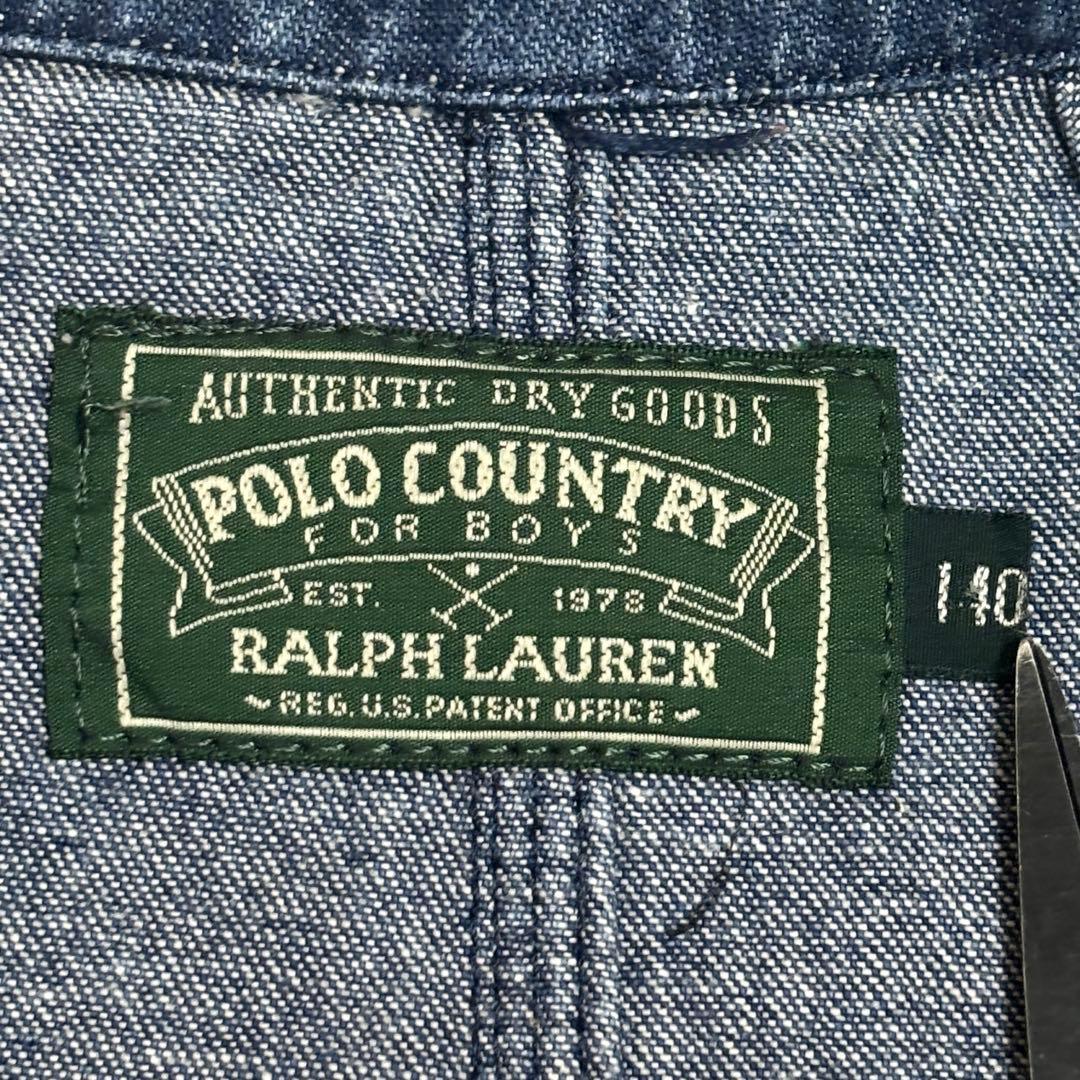 AUTHENTIC DRY GOODS
POLO COUNTRY
FOR BOYS
EST. 1978
RALPH LAUREN
REG. U.S. PATENT OFFICE
140